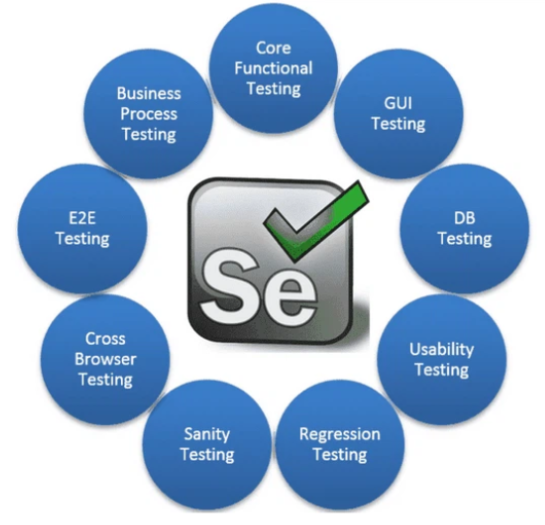 Core
Functional
Testing
GUI
Testing
DB
Testing
Usability
Testing
Regression
Testing
Sanity
Testing
Cross
Browser
Testing
E2E
Testing
Business
Process
Testing
Se